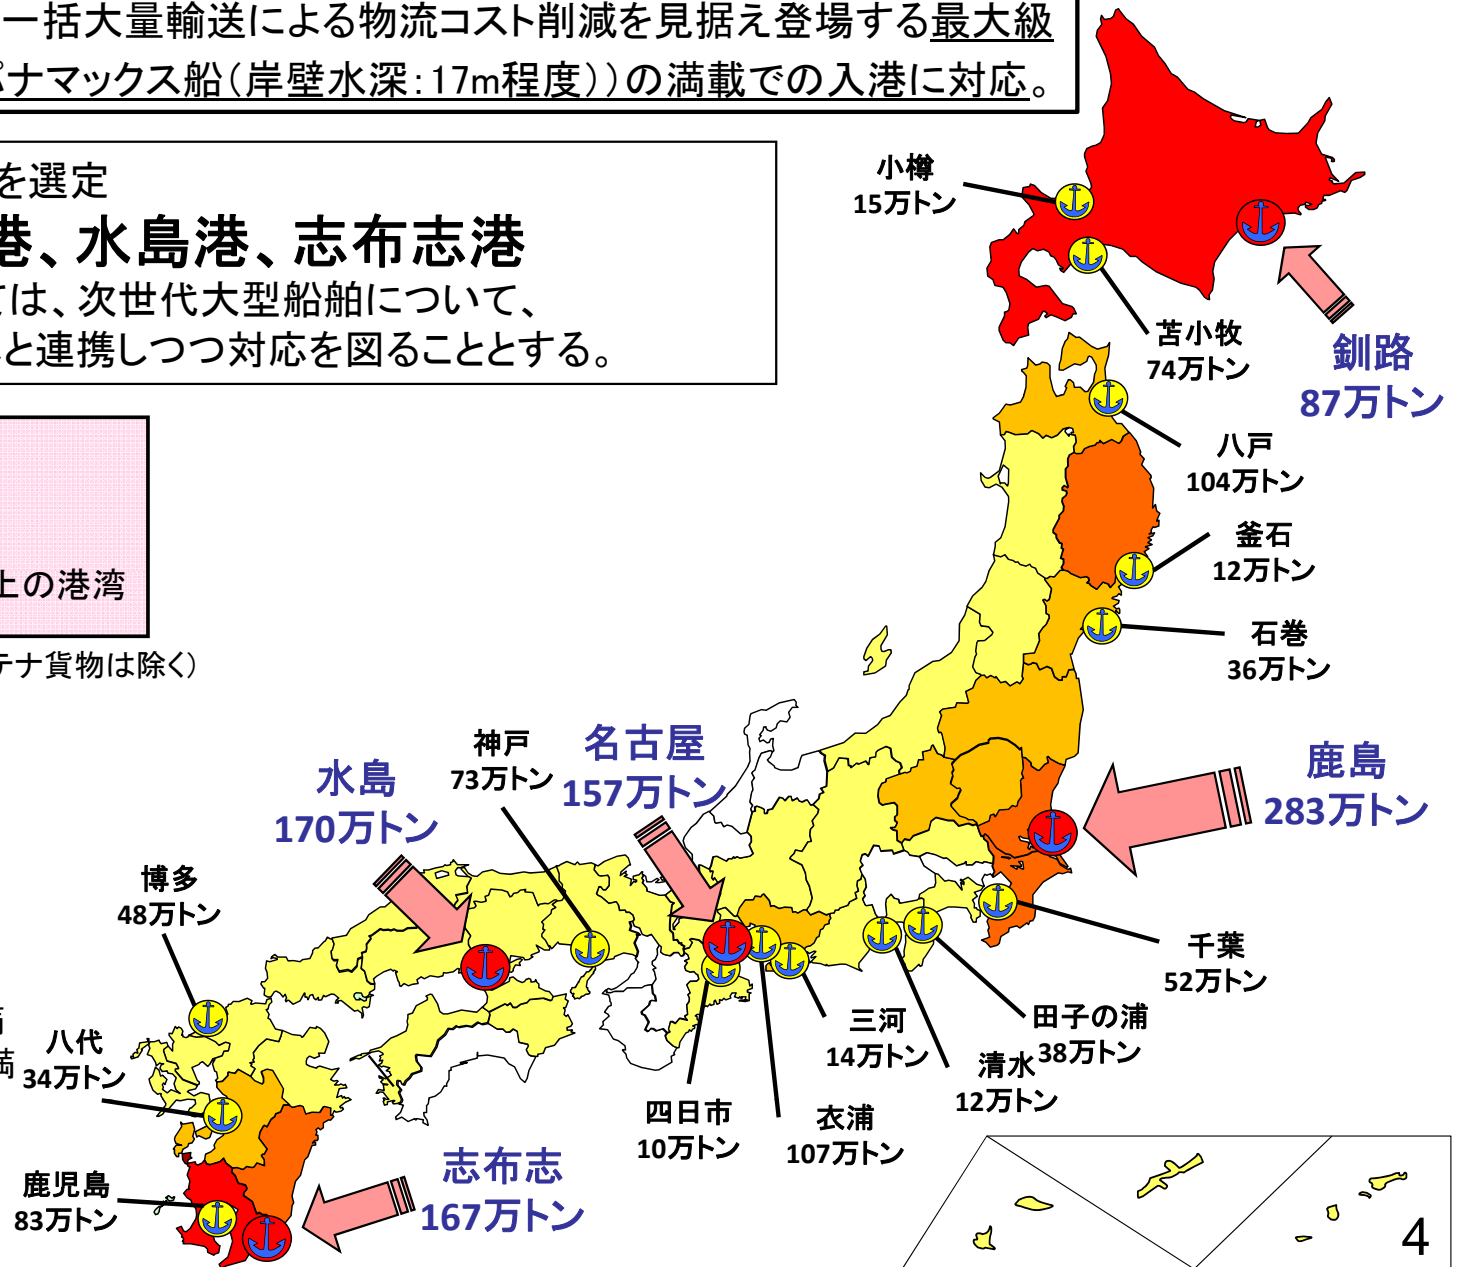 一括大量輸送による物流コスト削減を見据え登場する最大級
パナマックス船(岸壁水深:17m程度))の満載での入港に対応。
を選定
港、水島港、志布志港
ては、次世代大型船舶について、
と連携しつつ対応を図ることとする。
上の港湾
テナ貨物は除く)
小樽
15万トン
苫小牧
74万トン
釧路
87万トン
八戸
104万トン
釜石
12万トン
石巻
36万トン
鹿島
283万トン
千葉
52万トン
田子の浦
38万トン
清水
12万トン
三河
14万トン
衣浦
107万トン
四日市
10万トン
名古屋
157万トン
神戸
73万トン
水島
170万トン
博多
48万トン
八代
34万トン
満
鹿児島
83万トン
志布志
167万トン
4